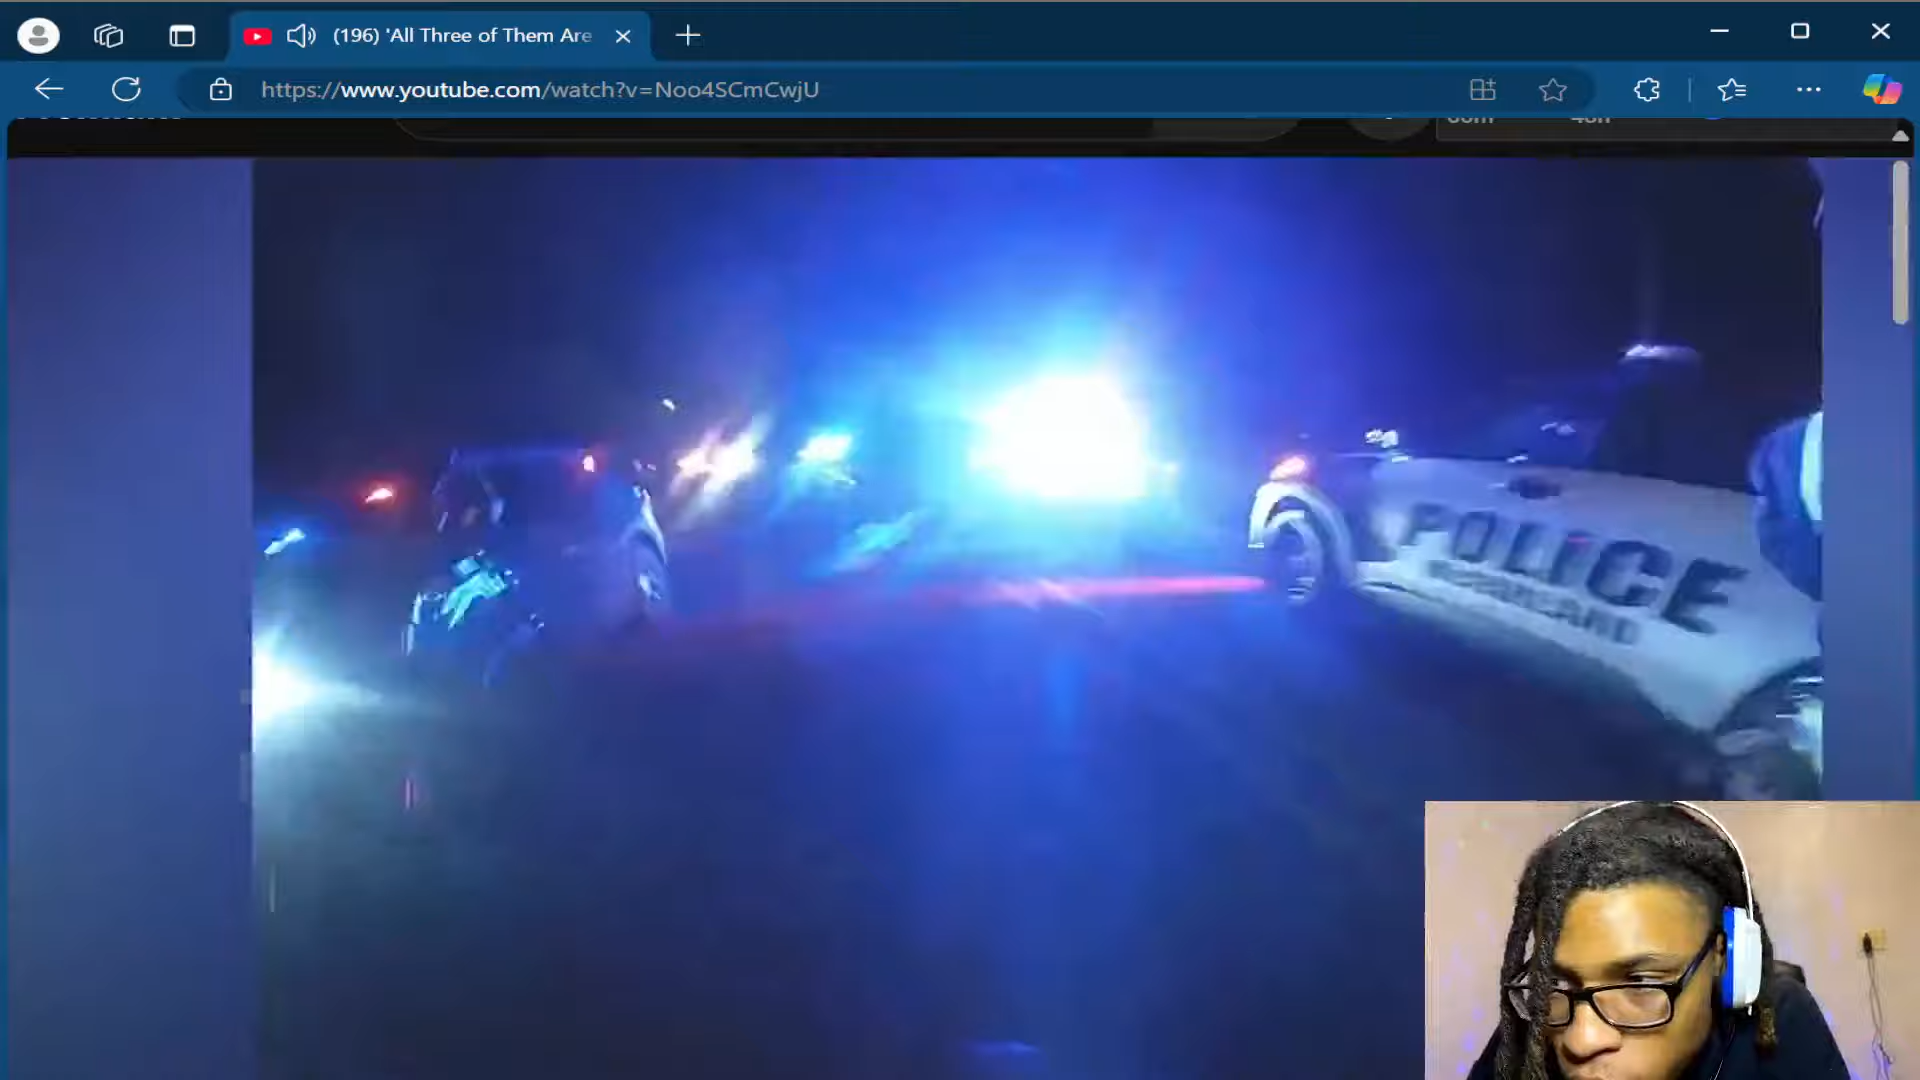 (196) 'All Three of Them Are
https://www.youtube.com/watch?v=Noo4SCmCwjU
POLICE